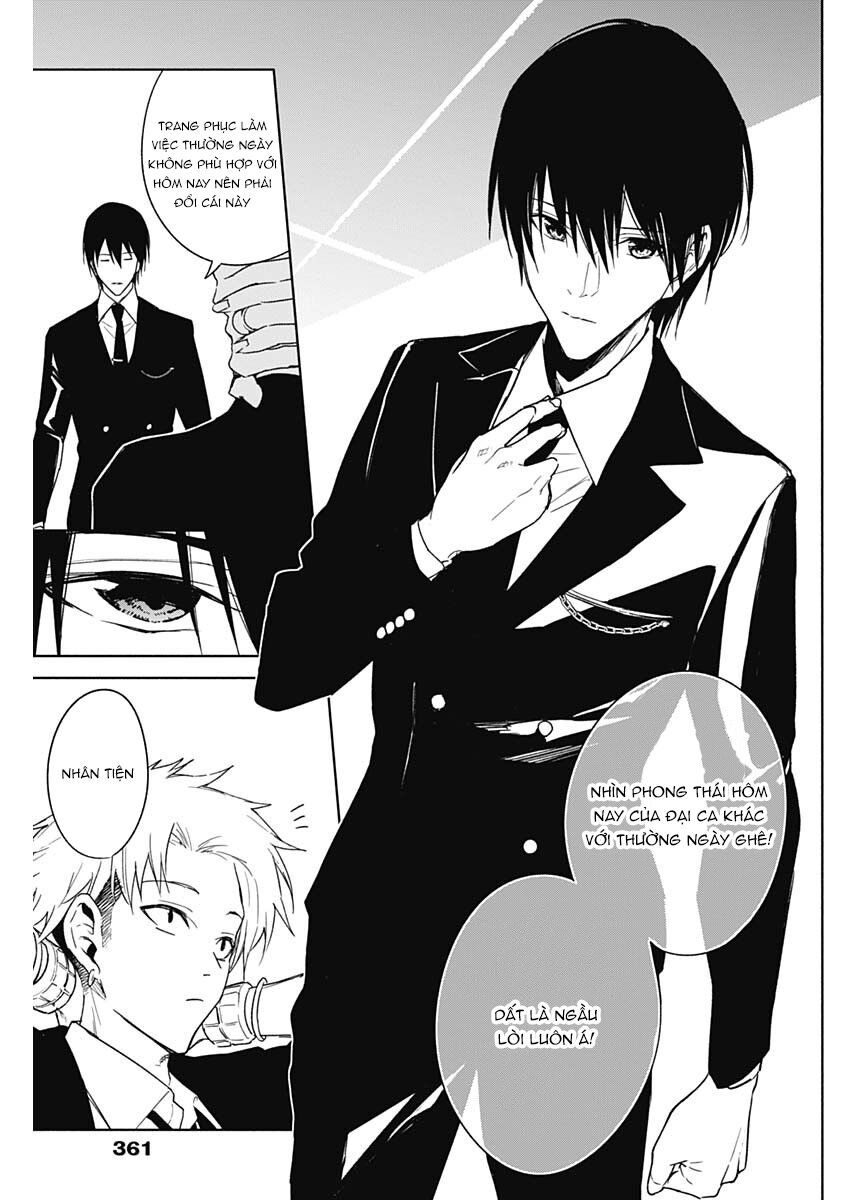 NHÌN PHONG THÁI HÔM
NAY CỦA ĐẠI CA KHÁC
VỚI THƯỜNG NGÀY GHÊ!
DẤT LÀ NGẦU
LÒI LUÔN Á!
TRANG PHỤC LÀM
VIỆC THƯỜNG NGÀY
KHÔNG PHÙ HỢP VỚI
HÔM NAY NÊN PHẢI
ĐỔI CÁI NÀY
NHÂN TIỆN
361